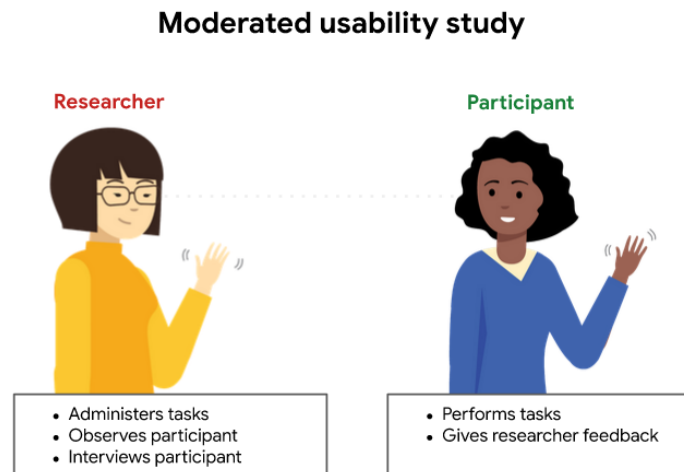 Moderated usability study
Researcher
Participant
• Administers tasks
• Observes participant
• Interviews participant
• Performs tasks
• Gives researcher feedback